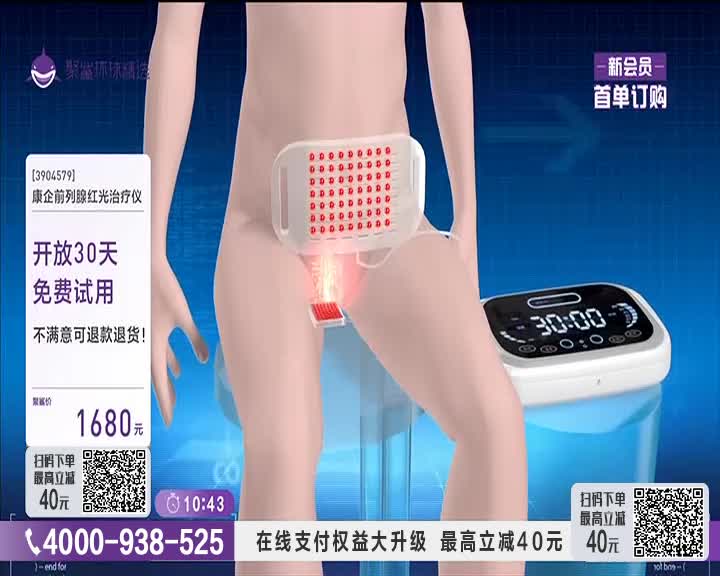 聚鲨环球精选
新会员
首单订购
[3904579]
康企前列腺红光治疗仪
开放30天
免费试用
不满意可退款退货!
聚鲨价
1680元
30:00
扫码下单
最高立减
40元
10:43
扫码下单
最高立减
40元
4000-938-525
在线支付权益大升级 最高立减40元